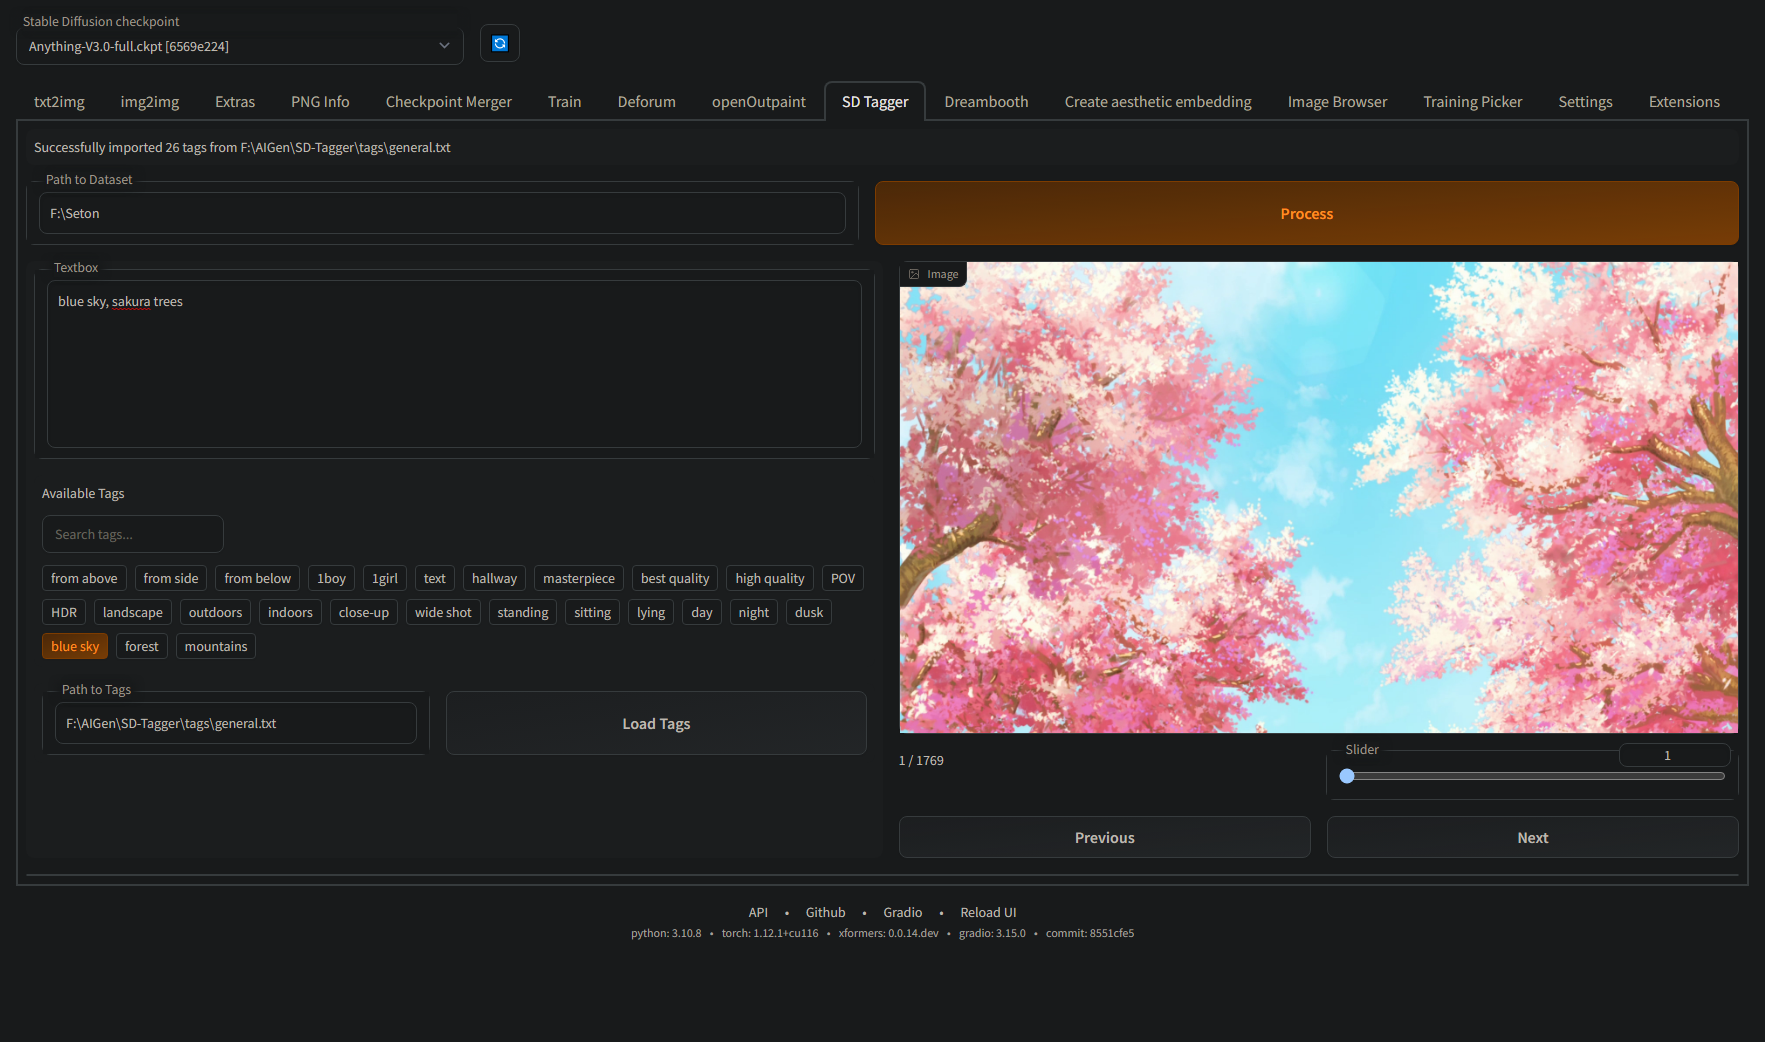 Stable Diffusion checkpoint
Anything-V3.0-full.ckpt [6569e224]
txt2img img2img Extras PNG Info Checkpoint Merger Train Deforum openOutpaint SD Tagger Dreambooth Create aesthetic embedding Image Browser Training Picker Settings Extensions
Successfully imported 26 tags from F:\AIGen\SD-Tagger\tags\general.txt
Path to Dataset
F:\Seton
Process
Textbox
blue sky, sakura trees
Image
Available Tags
Search tags...
from above from side from below 1boy 1girl text hallway masterpiece best quality high quality POV
HDR landscape outdoors indoors close-up wide shot standing sitting lying day night dusk
blue sky forest mountains
Path to Tags
F:\AIGen\SD-Tagger\tags\general.txt
Load Tags
1 / 1769
Slider
1
Previous
Next
API • Github • Gradio • Reload UI
python: 3.10.8 • torch: 1.12.1+cu116 • xformers: 0.0.14.dev • gradio: 3.15.0 • commit: 8551cfe5